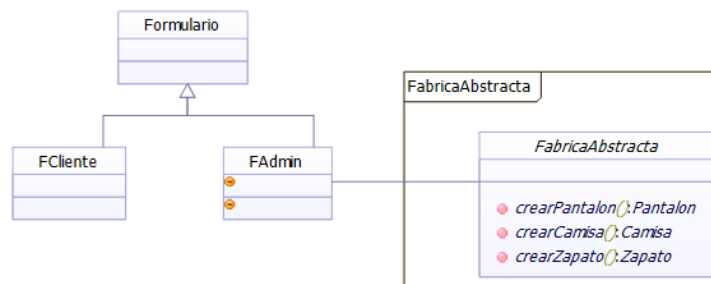 Formulario
FabricaAbstracta
FCliente
FAdmin
FabricaAbstracta
crearPantalon():Pantalon
crearCamisa():Camisa
crearZapato():Zapato